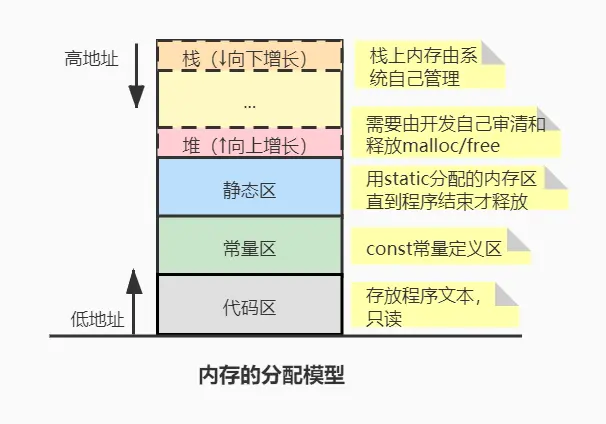 高地址
栈（↓向下增长）
栈上内存由系
统自己管理
...
堆（↑向上增长）
需要由开发自己审清和
释放malloc/free
静态区
用static分配的内存区
直到程序结束才释放
常量区
const常量定义区
低地址
代码区
存放程序文本，
只读
内存的分配模型